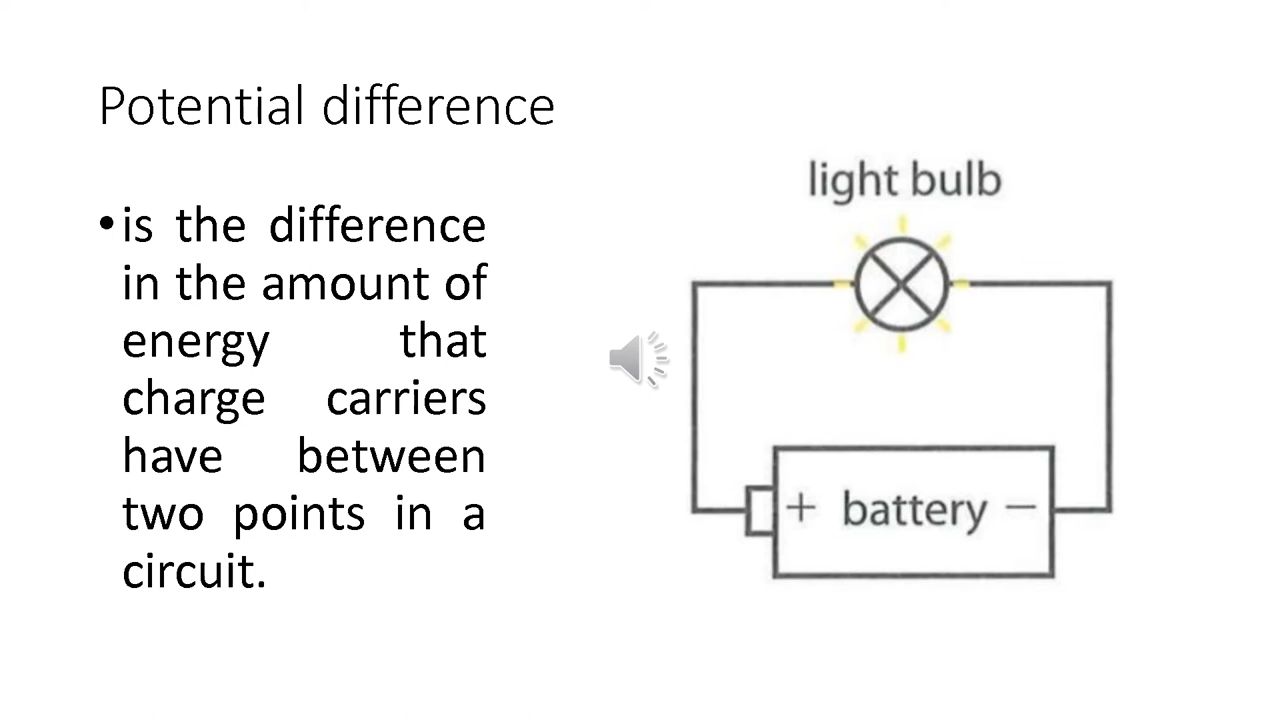 Potential difference
•is the difference
in the amount of
energy that
charge carriers
have between
two points in a
circuit.
light bulb
+ battery −